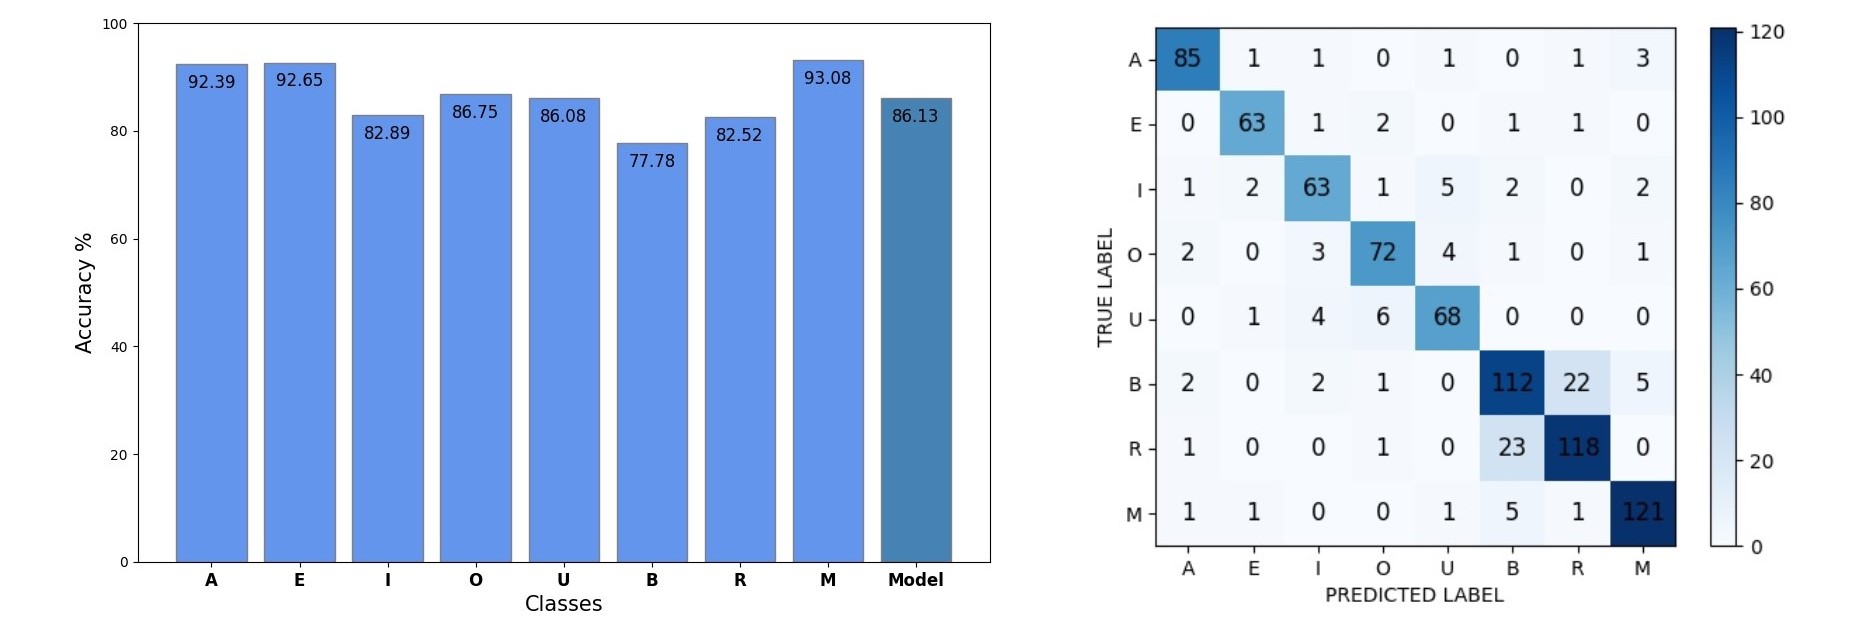 100
80
60
40
20
0
Accuracy %
92.39
92.65
82.89
86.75
86.08
77.78
82.52
93.08
86.13
A E I O U B R M Model
Classes
TRUE LABEL
A 85 1 1 0 1 0 1 3
E 0 63 1 2 0 1 1 0
I 1 2 63 1 5 2 0 2
O 2 0 3 72 4 1 0 1
U 0 1 4 6 68 0 0 0
B 2 0 2 1 0 112 22 5
R 1 0 0 1 0 23 118 0
M 1 1 0 0 1 5 1 121
A E I O U B R M
PREDICTED LABEL
120
100
80
60
40
20
0